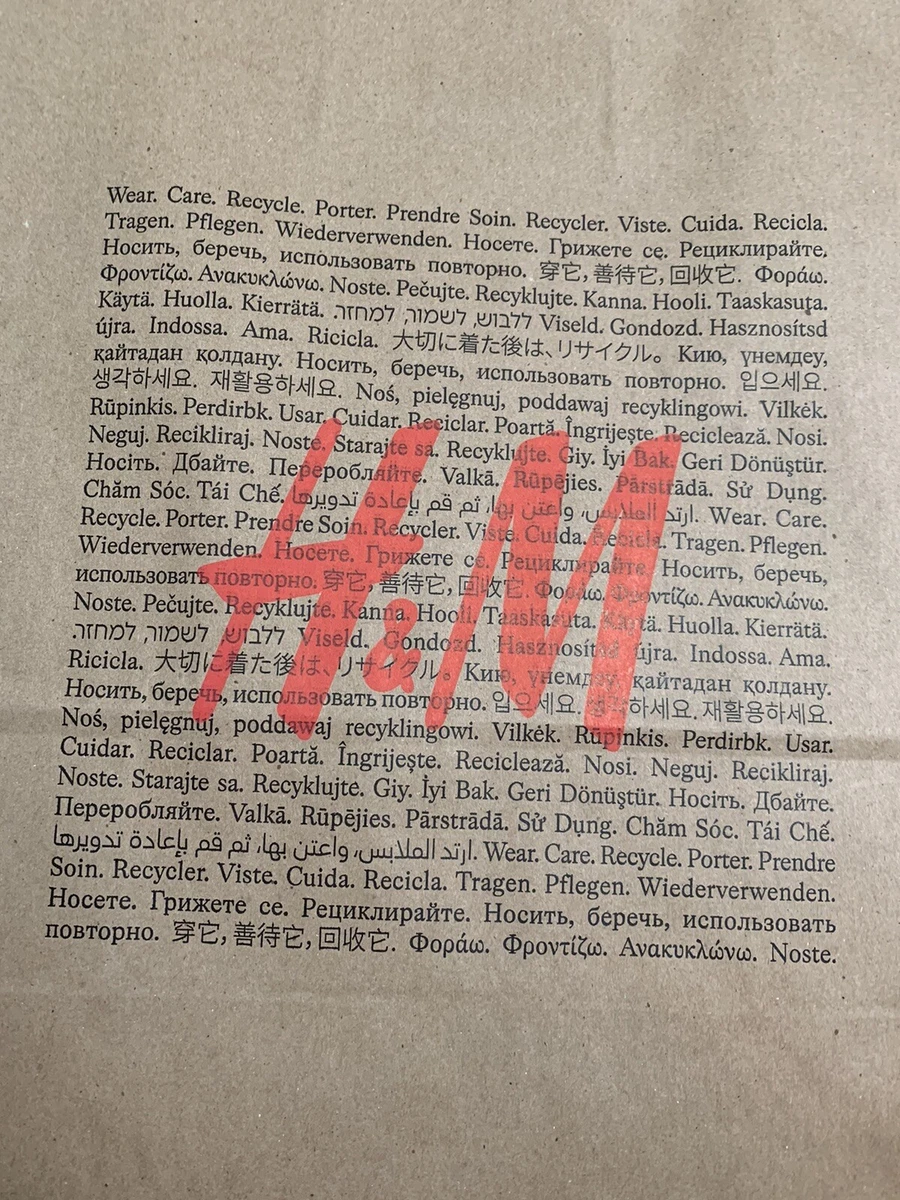 Wear. Care. Recycle. Porter. Prendre Soin. Recycler. Viste. Cuida. Recicla.
Tragen. Pflegen. Wiederverwenden. Носете. Грижете се. Рециклирайте.
Носить, беречь, использовать повторно. 穿它, 善待它, 回收它. Φοράω.
Φροντίζω. Ανακυκλώνω. Noste. Pečujte. Recyklujte. Kanna. Hooli. Taaskasuta.
Käytä. Huolla. Kierrätä. ללבוש, לשמור, למחזר. Viseld. Gondozd. Hasznosítsd
újra. Indossa. Ama. Ricicla. 大切に着た後は、リサイクル。 Кию, үнемдеу,
қайтадан қолдану. Носить, беречь, использовать повторно. 입으세요.
생각하세요. 재활용하세요. Noś, pielęgnuj, poddawaj recyklingowi. Vilkėk.
Rūpinkis. Perdirbk. Usar. Cuidar. Reciclar. Poartă. Îngrijește. Reciclează. Nosi.
Neguj. Recikliraj. Noste. Starajte sa. Recyklujte. Giy. İyi Bak. Geri Dönüştür.
Носіть. Дбайте. Переробляйте. Valkā. Rūpējies. Pārstrādā. Sử Dụng.
Chăm Sóc. Tái Chế. ارتد الملابس، واعتن بها، ثم قم بإعادة تدويرها. Wear. Care.
Recycle. Porter. Prendre Soin. Recycler. Viste. Cuida. Recicla. Tragen. Pflegen.
Wiederverwenden. Носете. Грижете се. Рециклирайте. Носить, беречь,
использовать повторно. 穿它, 善待它, 回收它. Φοράω. Φροντίζω. Ανακυκλώνω.
Noste. Pečujte. Recyklujte. Kanna. Hooli. Taaskasuta. Käytä. Huolla. Kierrätä.
ללבוש, לשמור, למחזר. Viseld. Gondozd. Hasznosítsd újra. Indossa. Ama.
Ricicla. 大切に着た後は、リサイクル。 Кию, үнемдеу, қайтадан қолдану.
Носить, беречь, использовать повторно. 입으세요. 생각하세요. 재활용하세요.
Noś, pielęgnuj, poddawaj recyklingowi. Vilkėk. Rūpinkis. Perdirbk. Usar.
Cuidar. Reciclar. Poartă. Îngrijește. Reciclează. Nosi. Neguj. Recikliraj.
Noste. Starajte sa. Recyklujte. Giy. İyi Bak. Geri Dönüştür. Носіть. Дбайте.
Переробляйте. Valkā. Rūpējies. Pārstrādā. Sử Dụng. Chăm Sóc. Tái Chế.
ارتد الملابس، واعتن بها، ثم قم بإعادة تدويرها. Wear. Care. Recycle. Porter. Prendre
Soin. Recycler. Viste. Cuida. Recicla. Tragen. Pflegen. Wiederverwenden.
Носете. Грижете се. Рециклирайте. Носить, беречь, использовать
повторно. 穿它, 善待它, 回收它. Φοράω. Φροντίζω. Ανακυκλώνω. Noste.
H&M